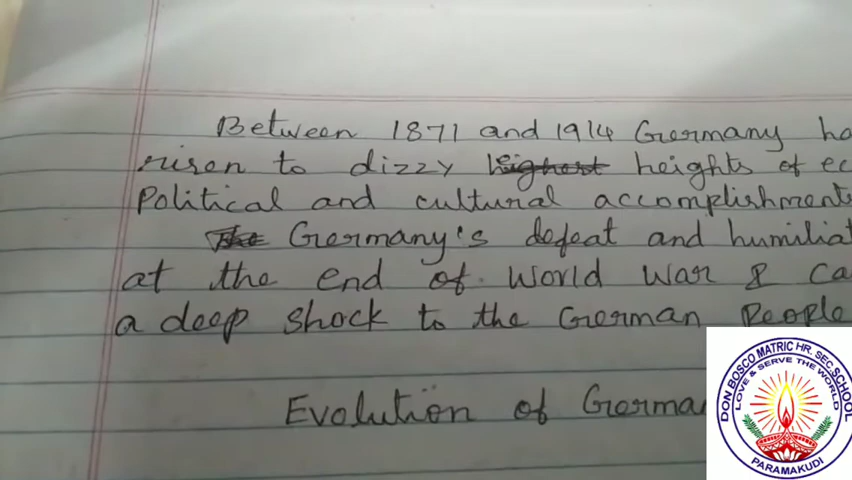 Between 1871 and 1914 Germany ha
risen to dizzy heights of ec
Political and cultural accomplishments
Germany's defeat and humiliat
at the end of World War & Ca
a deep shock to the German People
Evolution of Germa
DON BOSCO MATRIC HR. SEC. SCHOOL
LOVE & SERVE THE WORLD
PARAMAKUDI